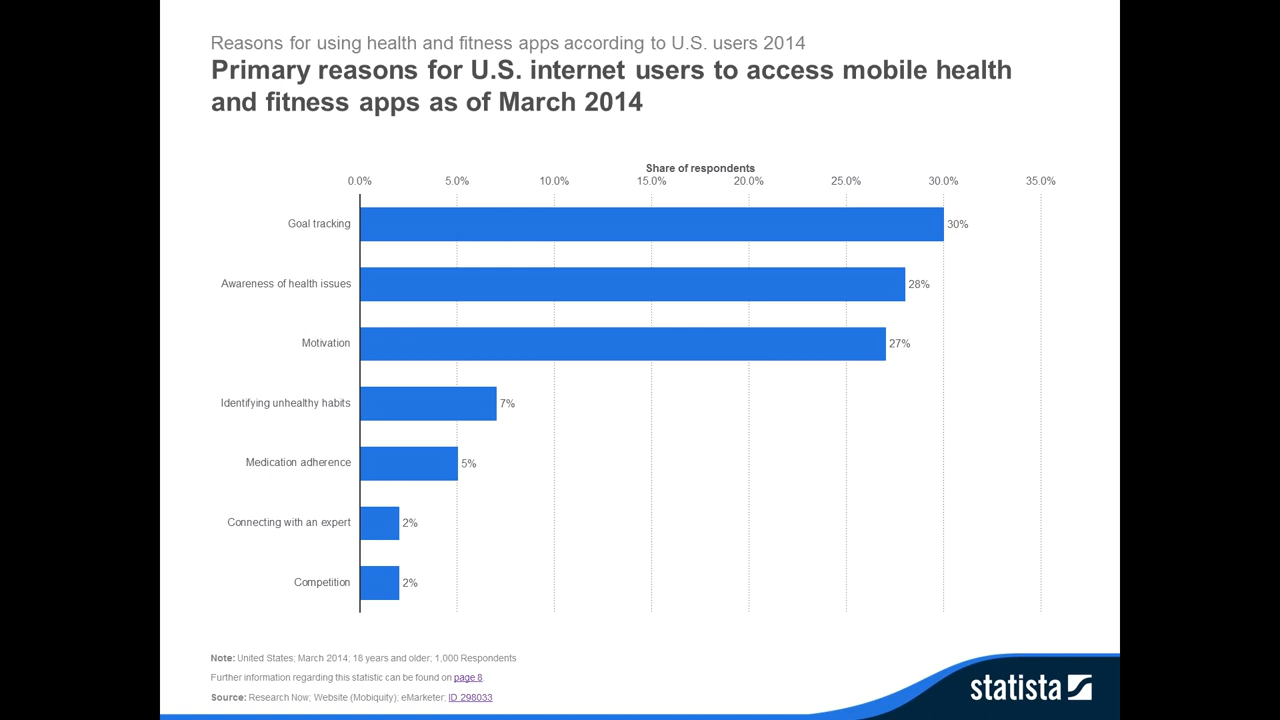 Reasons for using health and fitness apps according to U.S. users 2014
Primary reasons for U.S. internet users to access mobile health
and fitness apps as of March 2014
Share of respondents
0.0% 5.0% 10.0% 15.0% 20.0% 25.0% 30.0% 35.0%
Goal tracking 30%
Awareness of health issues 28%
Motivation 27%
Identifying unhealthy habits 7%
Medication adherence 5%
Connecting with an expert 2%
Competition 2%
Note: United States; March 2014; 18 years and older; 1,000 Respondents
Further information regarding this statistic can be found on page 8.
Source: Research Now; Website (Mobiquity); eMarketer; ID 298033
statista